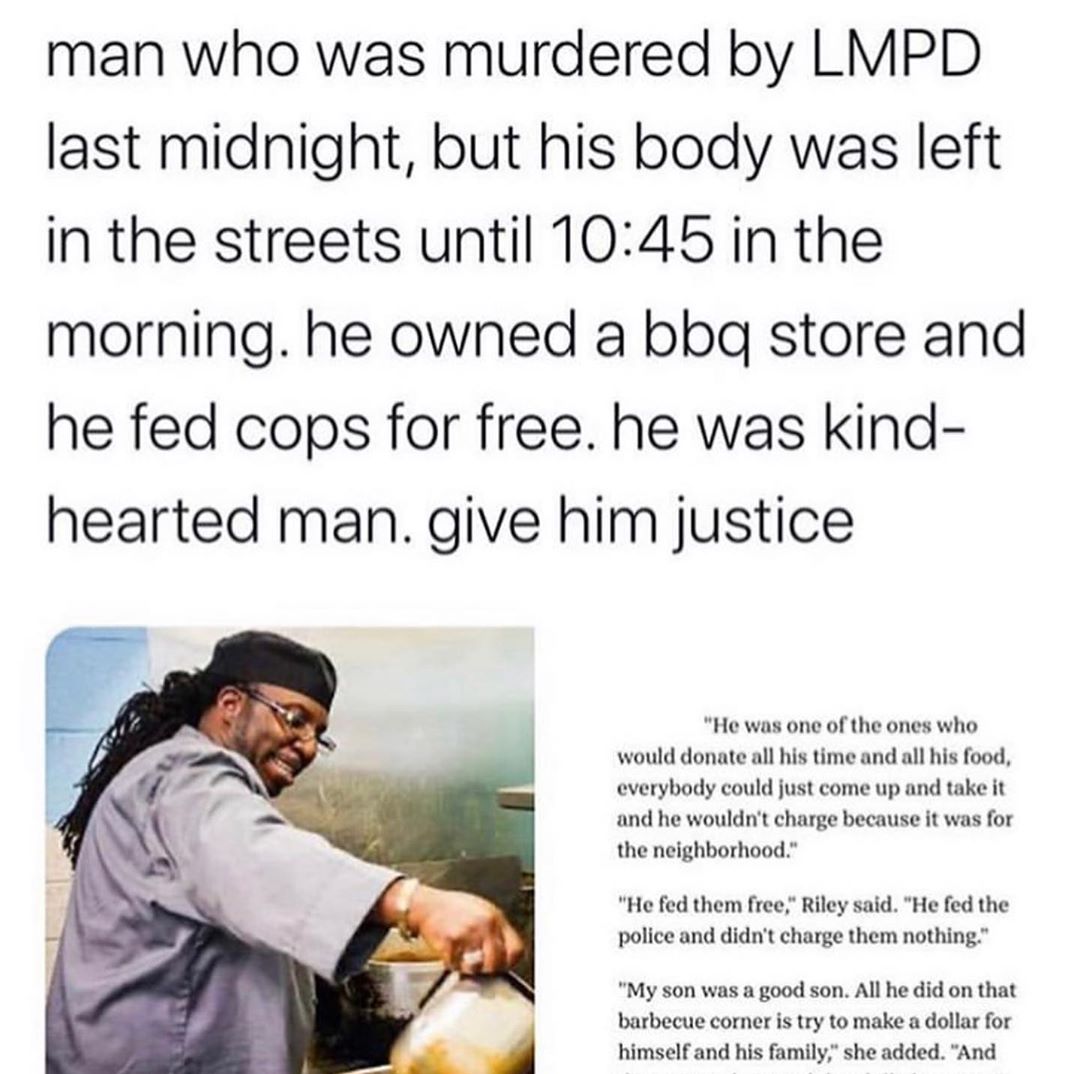 man who was murdered by LMPD
last midnight, but his body was left
in the streets until 10:45 in the
morning. he owned a bbq store and
he fed cops for free. he was kind-
hearted man. give him justice
"He was one of the ones who
would donate all his time and all his food,
everybody could just come up and take it
and he wouldn't charge because it was for
the neighborhood."
"He fed them free," Riley said. "He fed the
police and didn't charge them nothing."
"My son was a good son. All he did on that
barbecue corner is try to make a dollar for
himself and his family," she added. "And